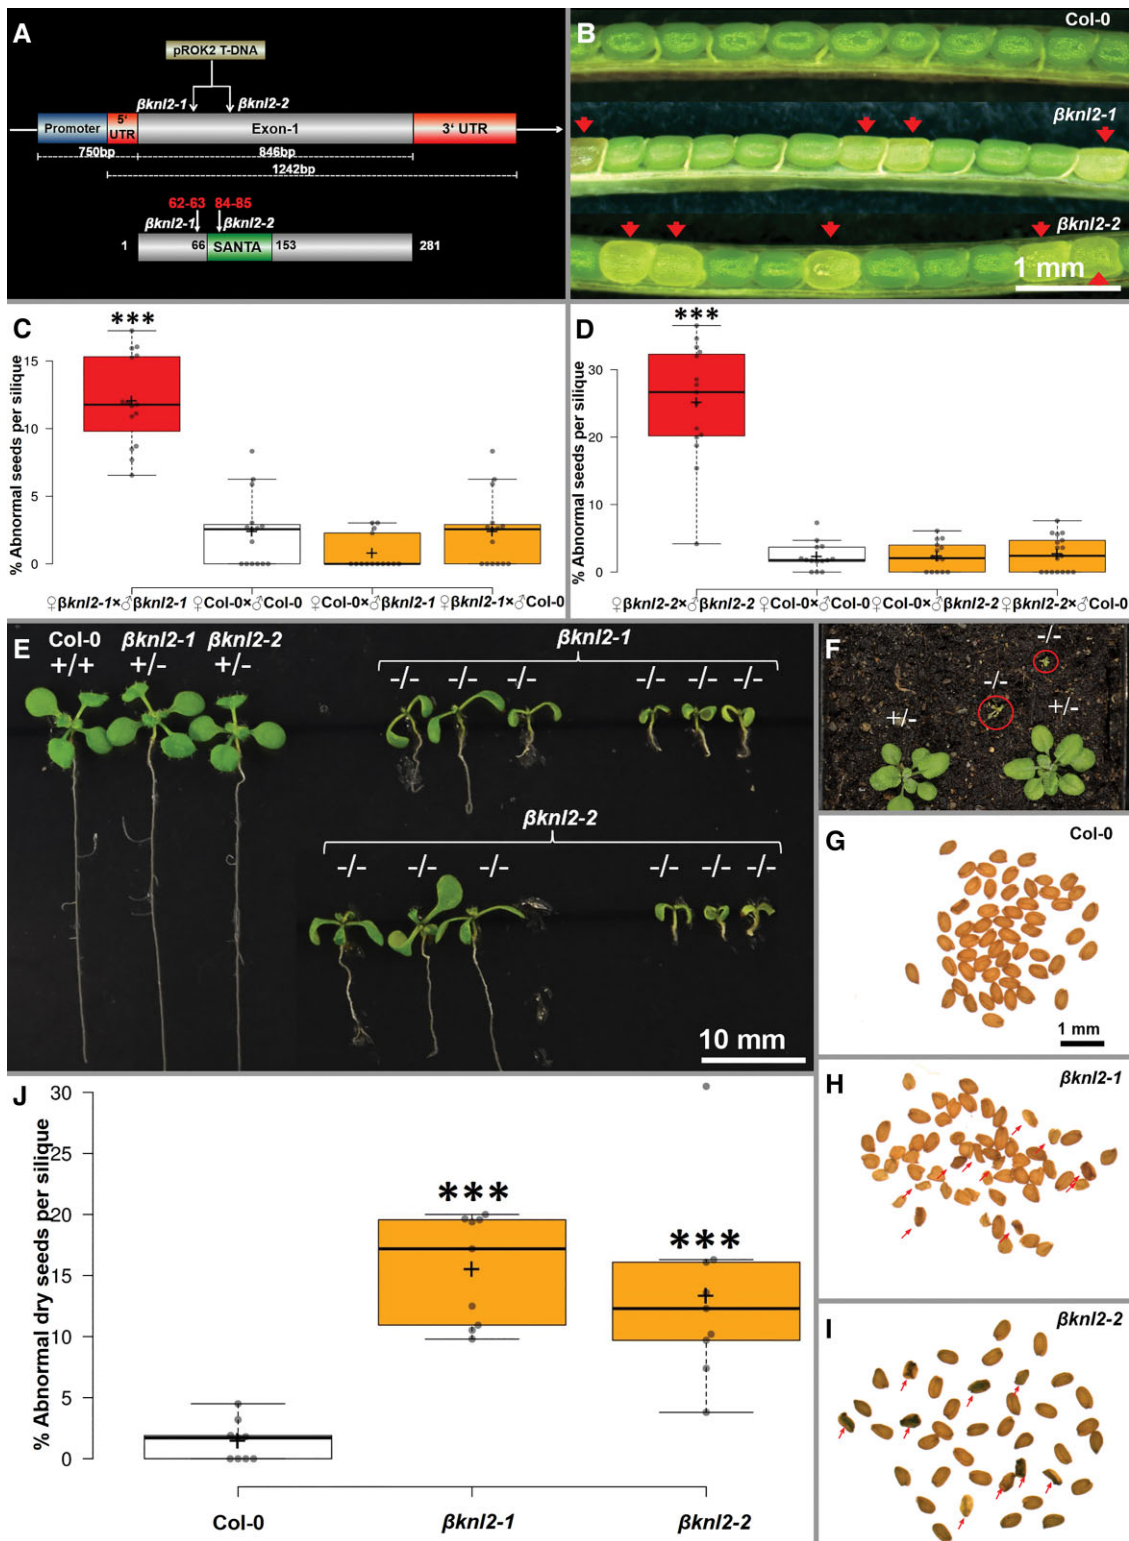 A
pROK2 T-DNA
βknl2-1 βknl2-2
Promoter 5' UTR Exon-1 3' UTR
750bp 846bp
1242bp
62-63 84-85
βknl2-1 βknl2-2
1 66 SANTA 153 281
B
Col-0
βknl2-1
βknl2-2
1 mm
C
***
% Abnormal seeds per silique
15
10
5
0
♀βknl2-1×♂βknl2-1 ♀Col-0×♂Col-0 ♀Col-0×♂βknl2-1 ♀βknl2-1×♂Col-0
D
***
% Abnormal seeds per silique
30
20
10
0
♀βknl2-2×♂βknl2-2 ♀Col-0×♂Col-0 ♀Col-0×♂βknl2-2 ♀βknl2-2×♂Col-0
E
Col-0 βknl2-1 βknl2-2
+/+ +/- +/-
βknl2-1
-/- -/- -/- -/- -/- -/-
βknl2-2
-/- -/- -/- -/- -/- -/-
10 mm
F
-/-
-/-
+/- +/-
G
Col-0
1 mm
H
βknl2-1
I
βknl2-2
J
% Abnormal dry seeds per silique
30
25
20
15
10
5
0
***
***
Col-0 βknl2-1 βknl2-2